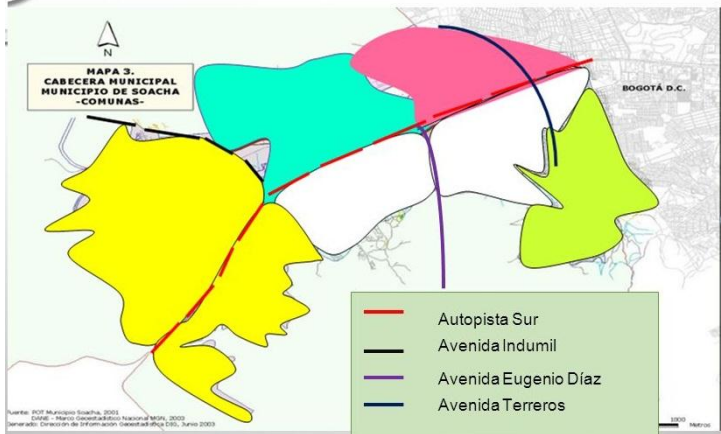 N
MAPA 3.
CABECERA MUNICIPAL
MUNICIPIO DE SOACHA
-COMUNAS-
BOGOTÁ D.C.
Autopista Sur
Avenida Indumil
Avenida Eugenio Díaz
Avenida Terreros
Fuente: POT Municipio Soacha, 2001
DANE - Marco Geoestadístico Nacional MGN, 2003
Generado: Dirección de Información Geoestadística DIG, Junio 2003
1000
Metros